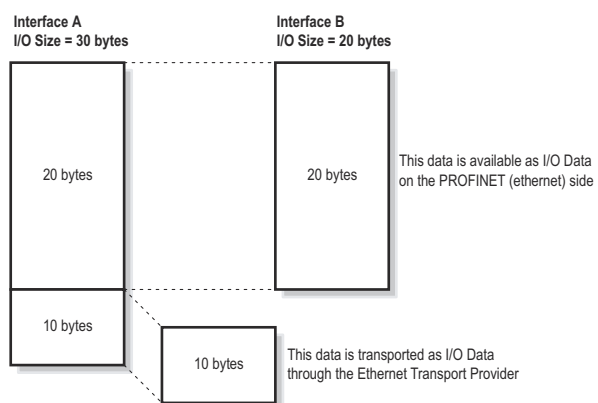 Interface A
I/O Size = 30 bytes
Interface B
I/O Size = 20 bytes
20 bytes
20 bytes
This data is available as I/O Data
on the PROFINET (ethernet) side
10 bytes
10 bytes
This data is transported as I/O Data
through the Ethernet Transport Provider